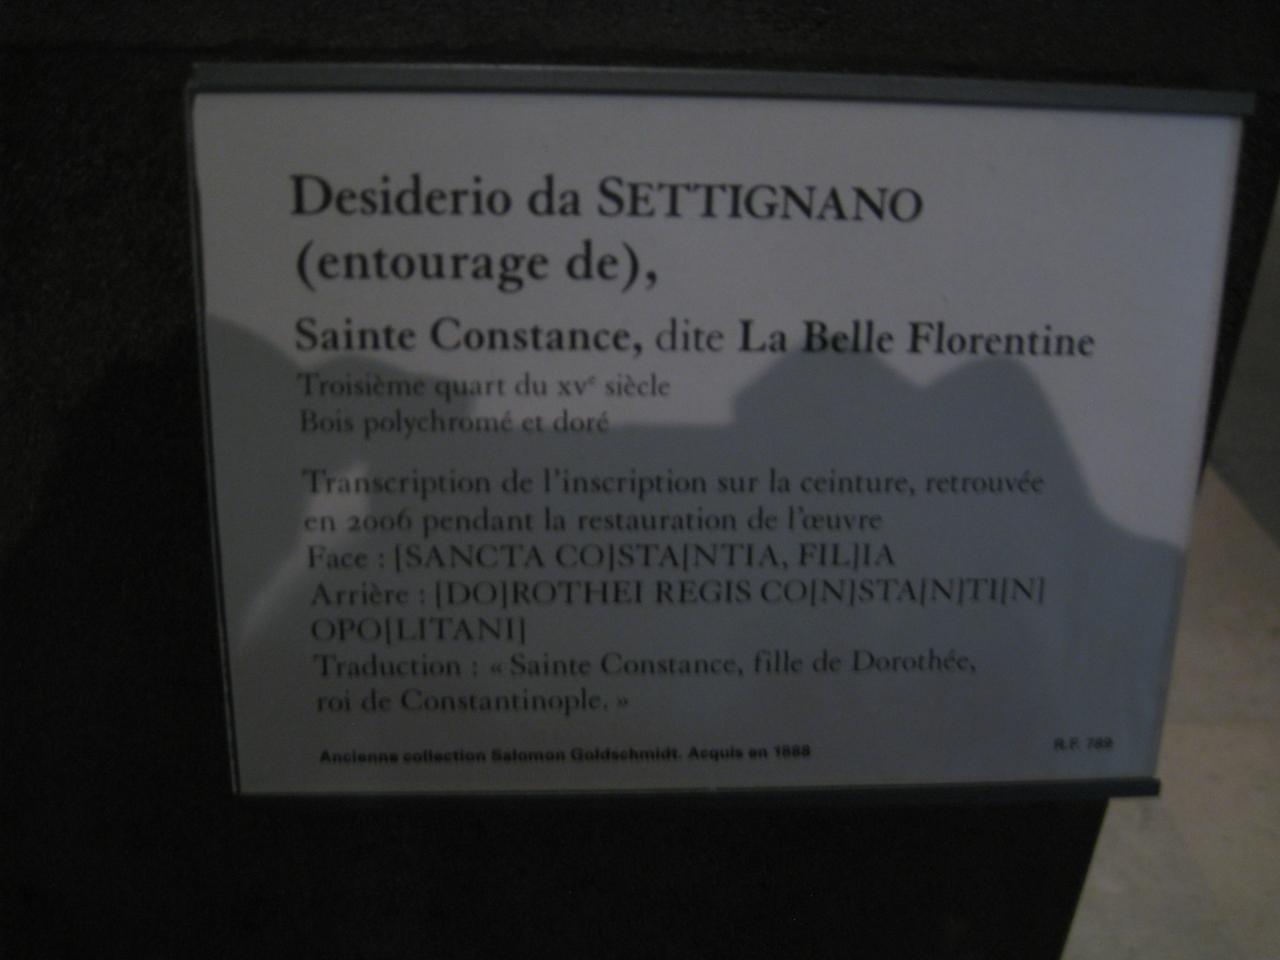 Desiderio da SETTIGNANO
(entourage de),
Sainte Constance, dite La Belle Florentine
Troisième quart du XVe siècle
Bois polychromé et doré
Transcription de l'inscription sur la ceinture, retrouvée
en 2006 pendant la restauration de l'œuvre
Face : [SANCTA CO]STA[NTIA, FIL]IA
Arrière : [DO]ROTHEI REGIS CO[N]STA[N]TI[N]
OPO[LITANI]
Traduction : « Sainte Constance, fille de Dorothée,
roi de Constantinople. »
Ancienne collection Salomon Goldschmidt. Acquis en 1888
R.F. 789